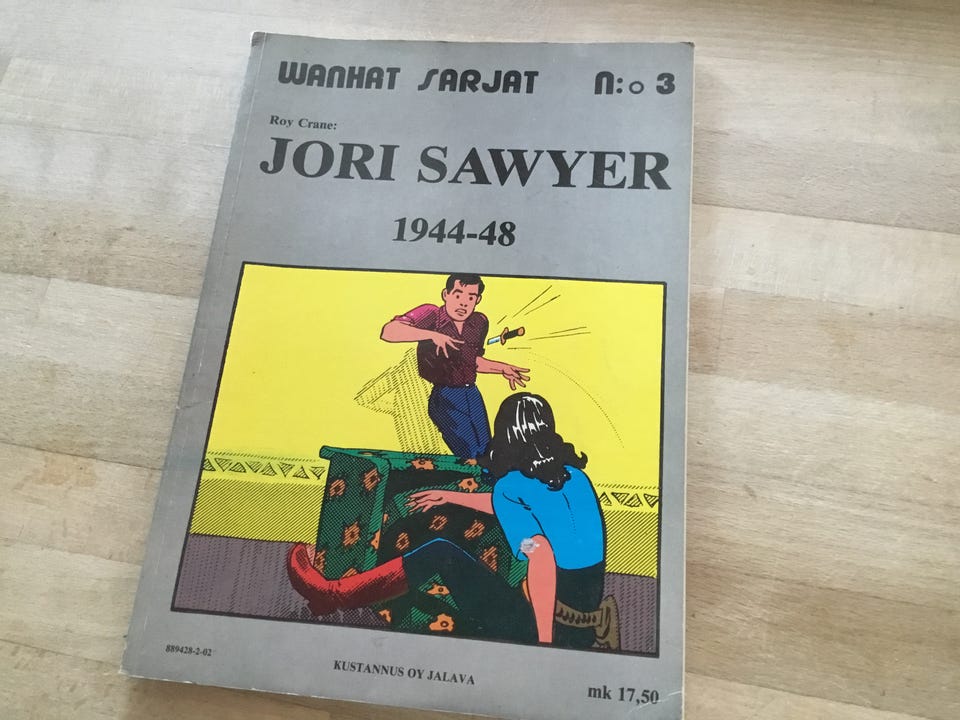 WANHAT SARJAT N:o 3
Roy Crane:
JORI SAWYER
1944-48
889428-2-02
KUSTANNUS OY JALAVA
mk 17,50